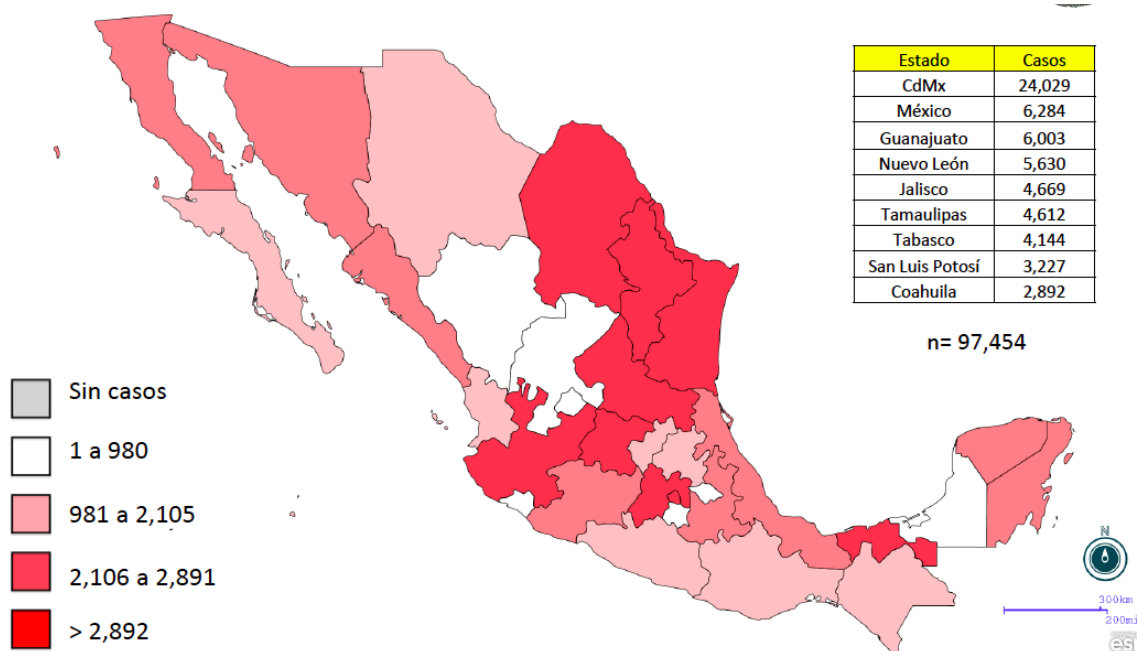 Estado Casos
CdMx 24,029
México 6,284
Guanajuato 6,003
Nuevo León 5,630
Jalisco 4,669
Tamaulipas 4,612
Tabasco 4,144
San Luis Potosí 3,227
Coahuila 2,892
n= 97,454
Sin casos
1 a 980
981 a 2,105
2,106 a 2,891
> 2,892
N
300km
200mi